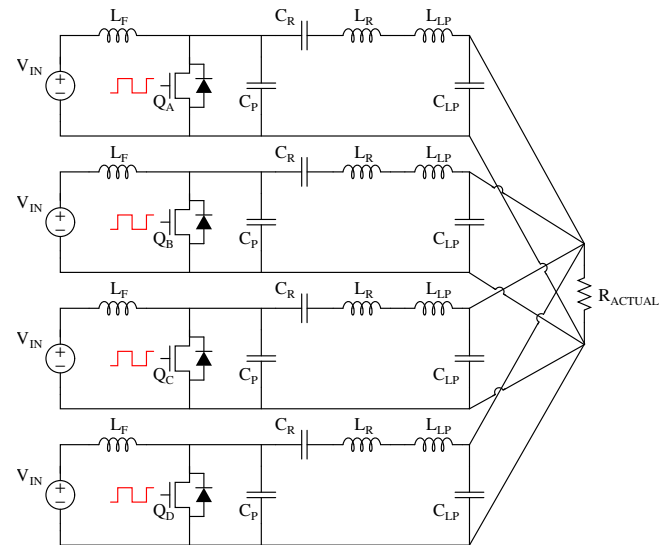 L_F C_R L_R L_LP
V_IN Q_A C_P C_LP
L_F C_R L_R L_LP
V_IN Q_B C_P C_LP
R_ACTUAL
L_F C_R L_R L_LP
V_IN Q_C C_P C_LP
L_F C_R L_R L_LP
V_IN Q_D C_P C_LP